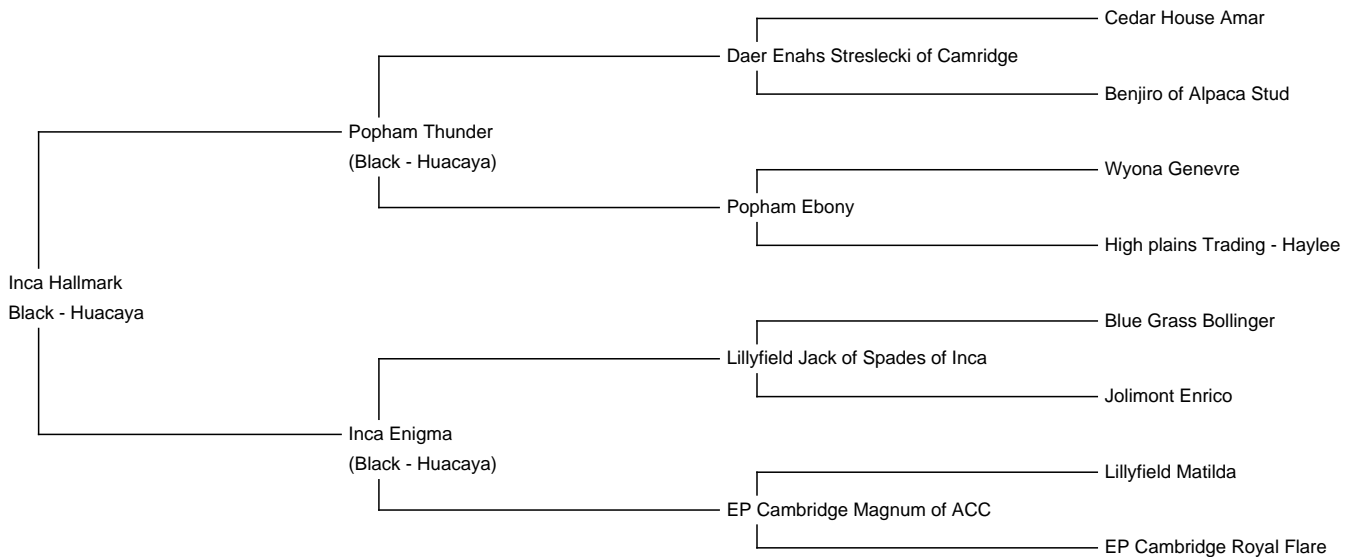 Cedar House Amar
Daer Enahs Streslecki of Camridge
Benjiro of Alpaca Stud
Popham Thunder
(Black - Huacaya)
Wyona Genevre
Popham Ebony
High plains Trading - Haylee
Inca Hallmark
Black - Huacaya
Blue Grass Bollinger
Lillyfield Jack of Spades of Inca
Jolimont Enrico
Inca Enigma
(Black - Huacaya)
Lillyfield Matilda
EP Cambridge Magnum of ACC
EP Cambridge Royal Flare